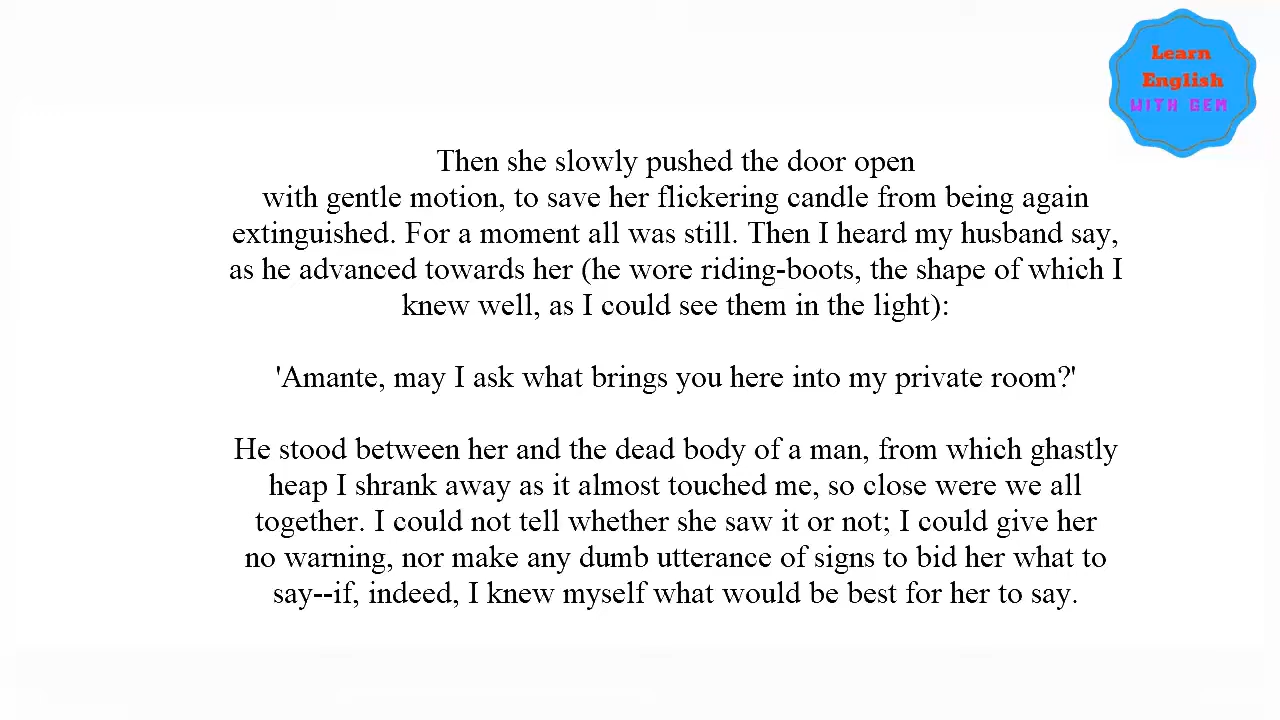 Learn
English
WITH GEM
Then she slowly pushed the door open
with gentle motion, to save her flickering candle from being again
extinguished. For a moment all was still. Then I heard my husband say,
as he advanced towards her (he wore riding-boots, the shape of which I
knew well, as I could see them in the light):
'Amante, may I ask what brings you here into my private room?'
He stood between her and the dead body of a man, from which ghastly
heap I shrank away as it almost touched me, so close were we all
together. I could not tell whether she saw it or not; I could give her
no warning, nor make any dumb utterance of signs to bid her what to
say--if, indeed, I knew myself what would be best for her to say.